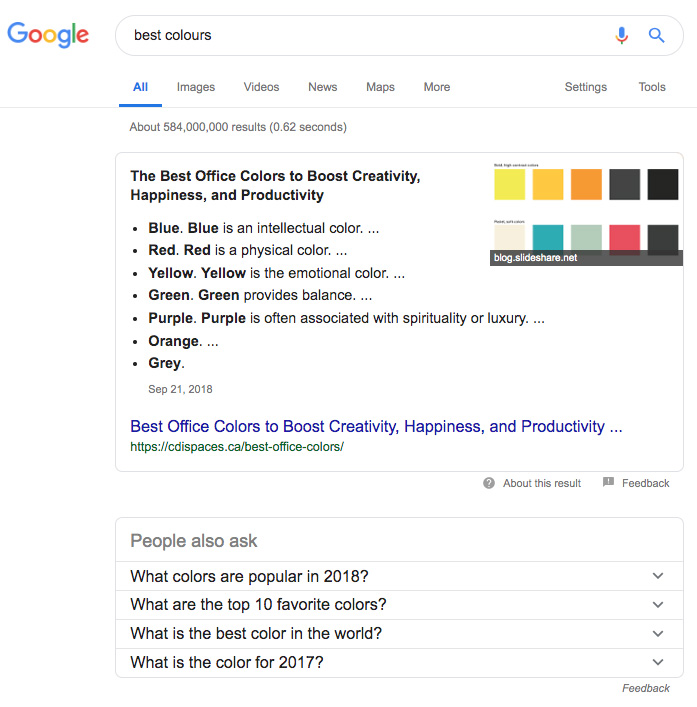 Google
best colours
All Images Videos News Maps More Settings Tools
About 584,000,000 results (0.62 seconds)
The Best Office Colors to Boost Creativity,
Happiness, and Productivity
• Blue. Blue is an intellectual color. ...
• Red. Red is a physical color. ...
• Yellow. Yellow is the emotional color. ...
• Green. Green provides balance. ...
• Purple. Purple is often associated with spirituality or luxury. ...
• Orange. ...
• Grey.
Sep 21, 2018
Bold, high contrast colors
Pastel, soft colors
blog.slideshare.net
Best Office Colors to Boost Creativity, Happiness, and Productivity ...
https://cdispaces.ca/best-office-colors/
About this result Feedback
People also ask
What colors are popular in 2018?
What are the top 10 favorite colors?
What is the best color in the world?
What is the color for 2017?
Feedback